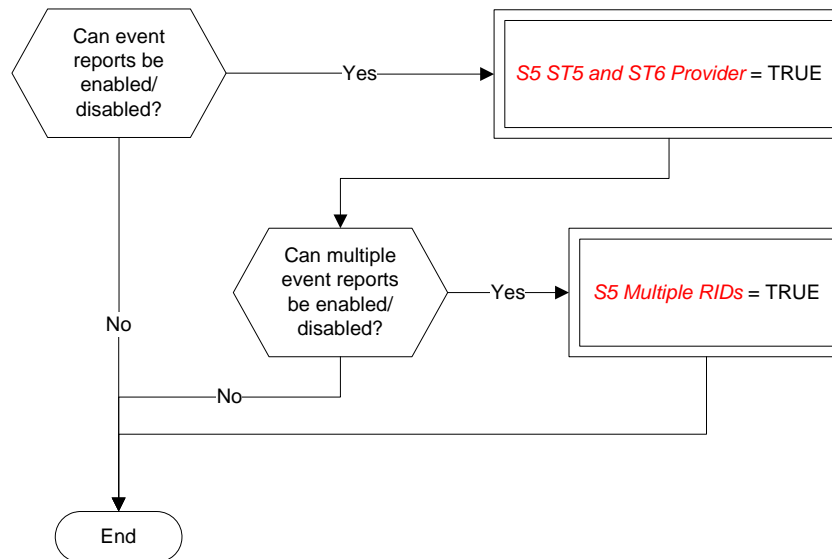 Can event
reports be
enabled/
disabled?
Yes
S5 ST5 and ST6 Provider = TRUE
Can multiple
event reports
be enabled/
disabled?
Yes
S5 Multiple RIDs = TRUE
No
No
End